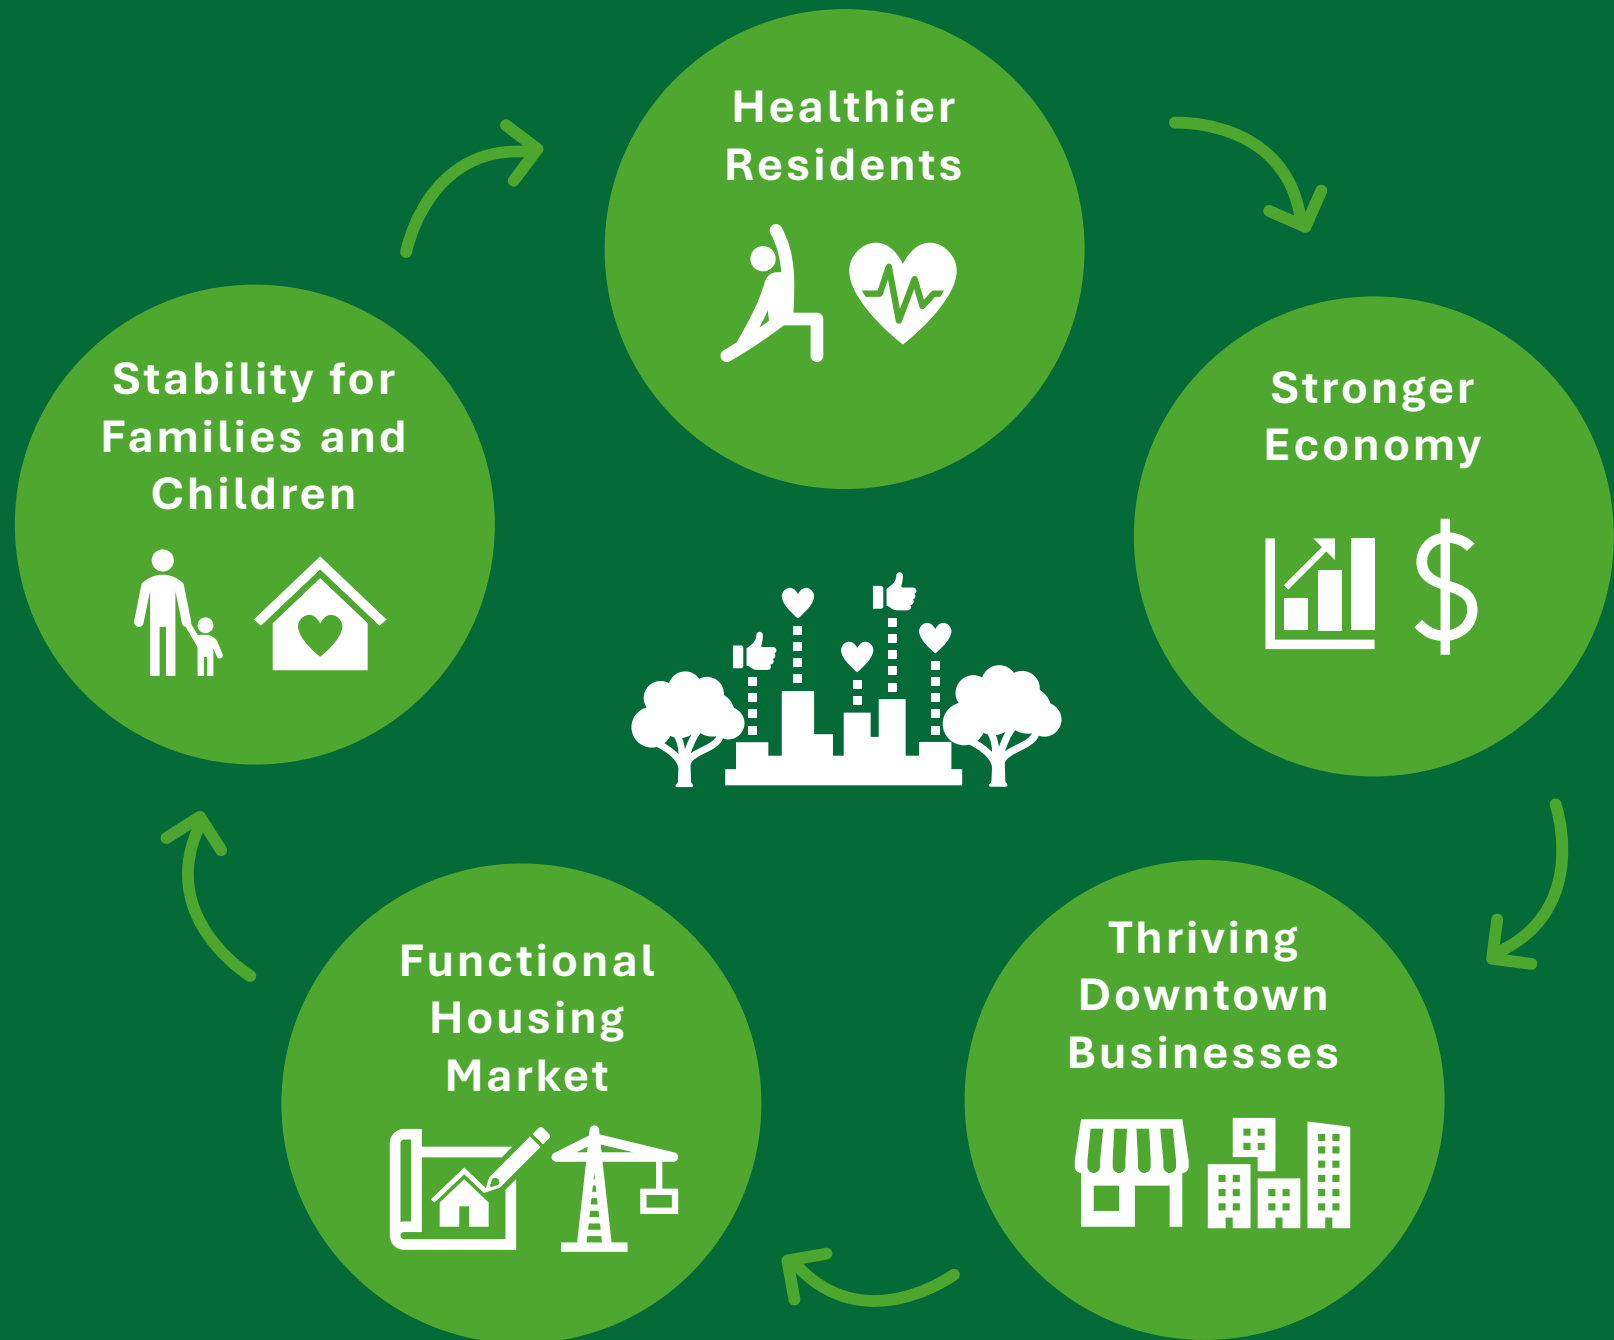 Healthier
Residents
Stronger
Economy
Thriving
Downtown
Businesses
Functional
Housing
Market
Stability for
Families and
Children
$